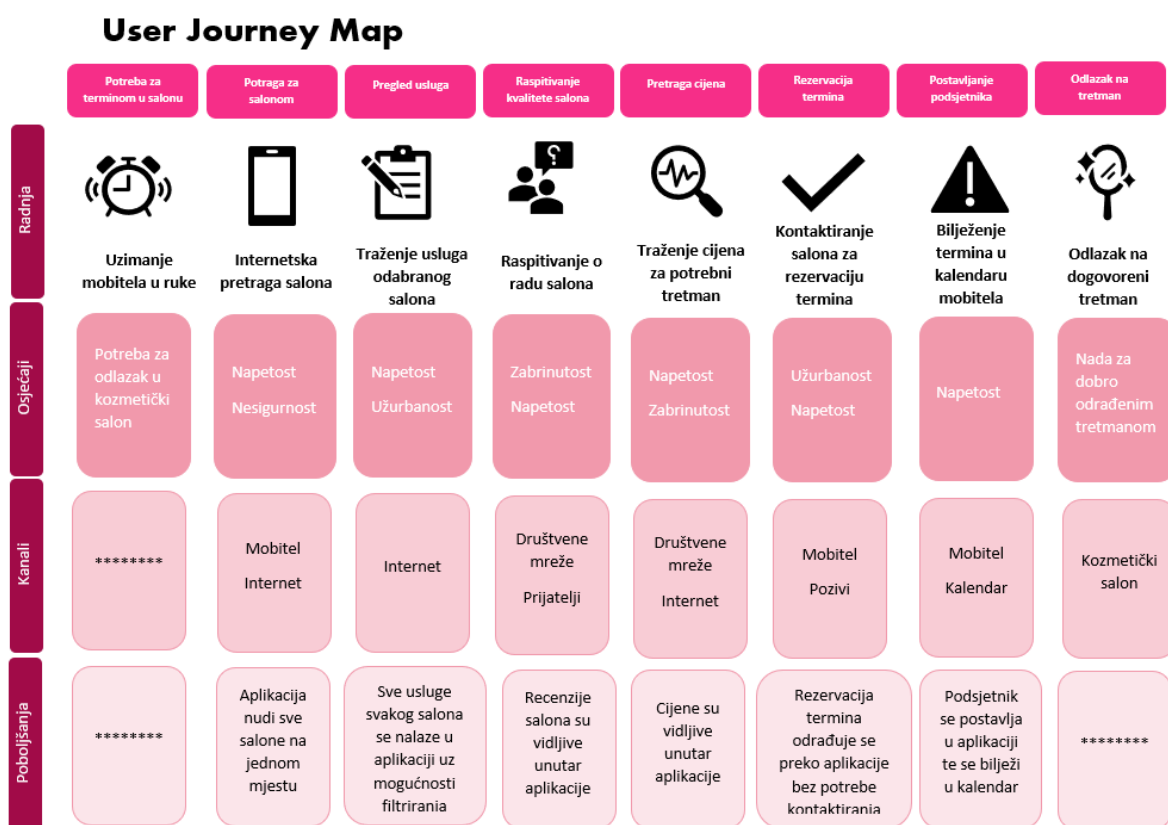 User Journey Map
Potreba za
terminom u salonu
Potraga za
salonom
Pregled usluga
Raspitivanje
kvalitete salona
Pretraga cijena
Rezervacija
termina
Postavljanje
podsjetnika
Odlazak na
tretman
Radnja
?
Uzimanje
mobitela u ruke
Internetska
pretraga salona
Traženje usluga
odabranog
salona
Raspitivanje o
radu salona
Traženje cijena
za potrebni
tretman
Kontaktiranje
salona za
rezervaciju
termina
Bilježenje
termina u
kalendaru
mobitela
Odlazak na
dogovoreni
tretman
Osjećaji
Potreba za
odlazak u
kozmetički
salon
Napetost
Nesigurnost
Napetost
Užurbanost
Zabrinutost
Napetost
Napetost
Zabrinutost
Užurbanost
Napetost
Napetost
Nada za
dobro
odrađenim
tretmanom
Kanali
********
Mobitel
Internet
Internet
Društvene
mreže
Prijatelji
Društvene
mreže
Internet
Mobitel
Pozivi
Mobitel
Kalendar
Kozmetički
salon
Poboljšanja
********
Aplikacija
nudi sve
salone na
jednom
mjestu
Sve usluge
svakog salona
se nalaze u
aplikaciji uz
mogućnosti
filtriranja
Recenzije
salona su
vidljive
unutar
aplikacije
Cijene su
vidljive
unutar
aplikacije
Rezervacija
termina
odrađuje se
preko aplikacije
bez potrebe
kontaktiranja
Podsjetnik
se postavlja
u aplikaciji
te se bilježi
u kalendar
********